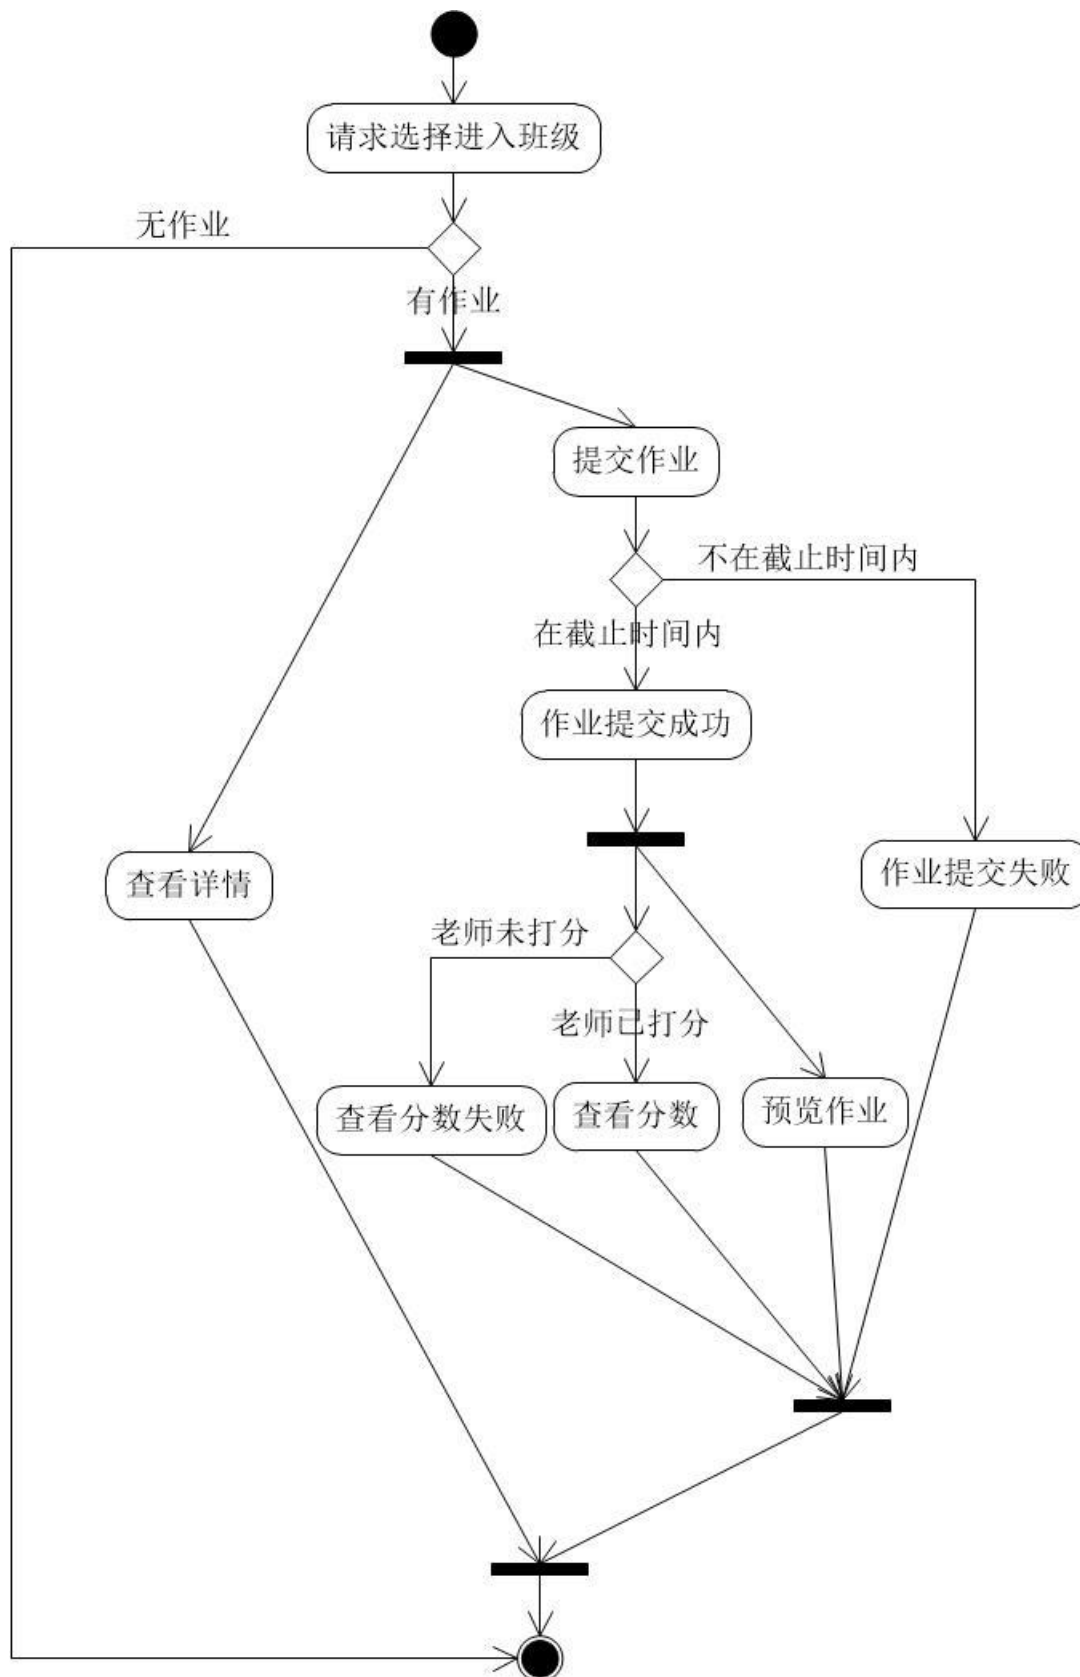 请求选择进入班级
无作业
有作业
提交作业
不在截止时间内
在截止时间内
作业提交成功
作业提交失败
查看详情
老师未打分
老师已打分
查看分数失败
查看分数
预览作业